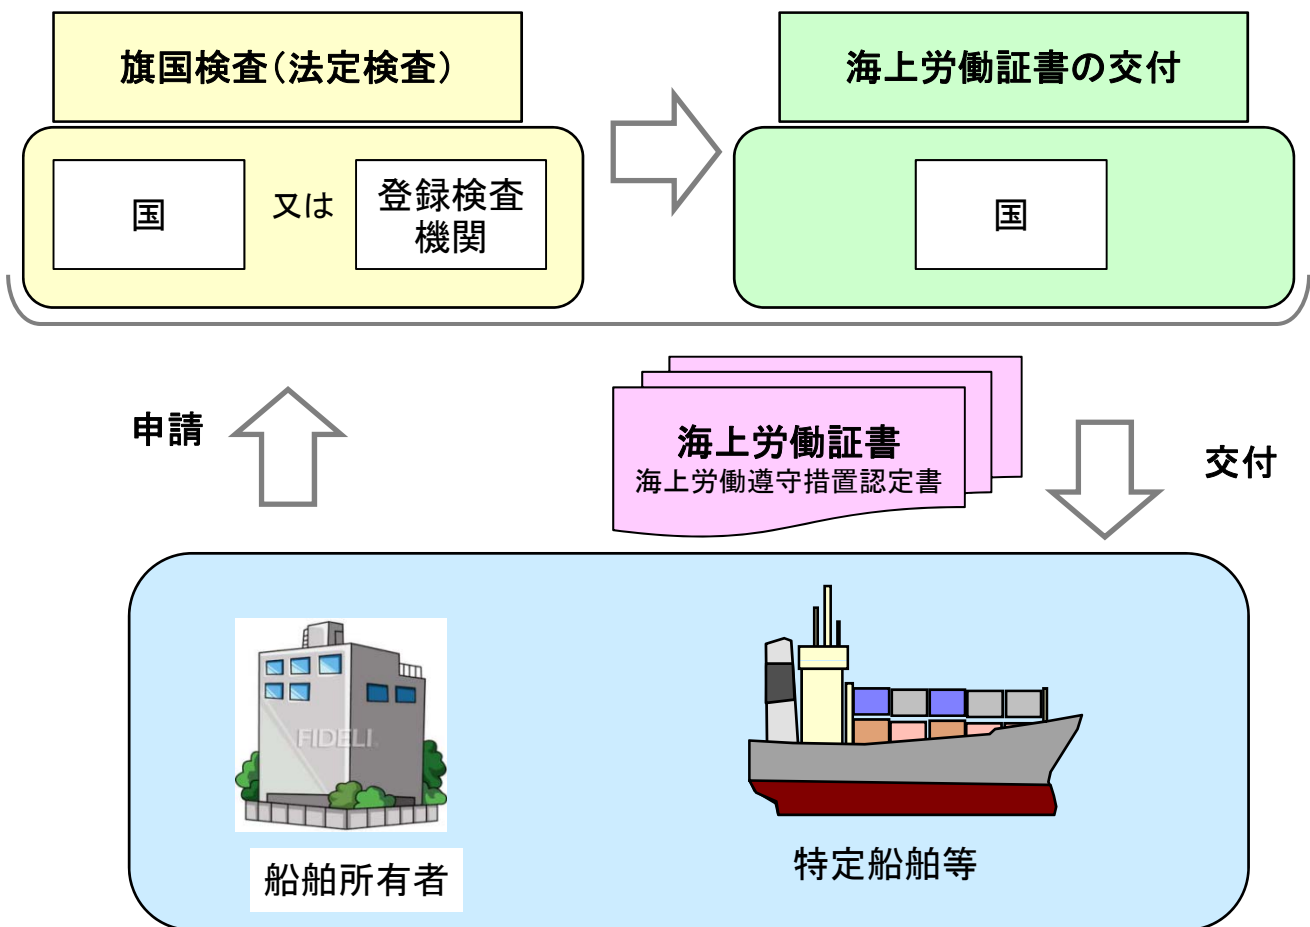 旗国検査(法定検査)
海上労働証書の交付
国
又は
登録検査
機関
国
申請
海上労働証書
海上労働遵守措置認定書
交付
FIDELI
船舶所有者
特定船舶等